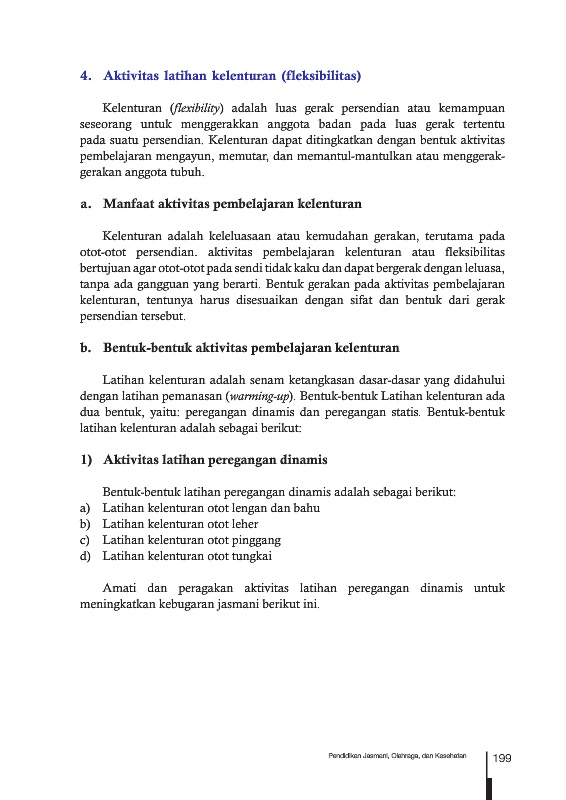 4. Aktivitas latihan kelenturan (fleksibilitas)
Kelenturan (flexibility) adalah luas gerak persendian atau kemampuan
seseorang untuk menggerakkan anggota badan pada luas gerak tertentu
pada suatu persendian. Kelenturan dapat ditingkatkan dengan bentuk aktivitas
pembelajaran mengayun, memutar, dan memantul-mantulkan atau menggerak-
gerakan anggota tubuh.
a. Manfaat aktivitas pembelajaran kelenturan
Kelenturan adalah keleluasaan atau kemudahan gerakan, terutama pada
otot-otot persendian. aktivitas pembelajaran kelenturan atau fleksibilitas
bertujuan agar otot-otot pada sendi tidak kaku dan dapat bergerak dengan leluasa,
tanpa ada gangguan yang berarti. Bentuk gerakan pada aktivitas pembelajaran
kelenturan, tentunya harus disesuaikan dengan sifat dan bentuk dari gerak
persendian tersebut.
b. Bentuk-bentuk aktivitas pembelajaran kelenturan
Latihan kelenturan adalah senam ketangkasan dasar-dasar yang didahului
dengan latihan pemanasan (warming-up). Bentuk-bentuk Latihan kelenturan ada
dua bentuk, yaitu: peregangan dinamis dan peregangan statis. Bentuk-bentuk
latihan kelenturan adalah sebagai berikut:
1) Aktivitas latihan peregangan dinamis
Bentuk-bentuk latihan peregangan dinamis adalah sebagai berikut:
a) Latihan kelenturan otot lengan dan bahu
b) Latihan kelenturan otot leher
c) Latihan kelenturan otot pinggang
d) Latihan kelenturan otot tungkai
Amati dan peragakan aktivitas latihan peregangan dinamis untuk
meningkatkan kebugaran jasmani berikut ini.
Pendidikan Jasmani, Olahraga, dan Kesehatan
199